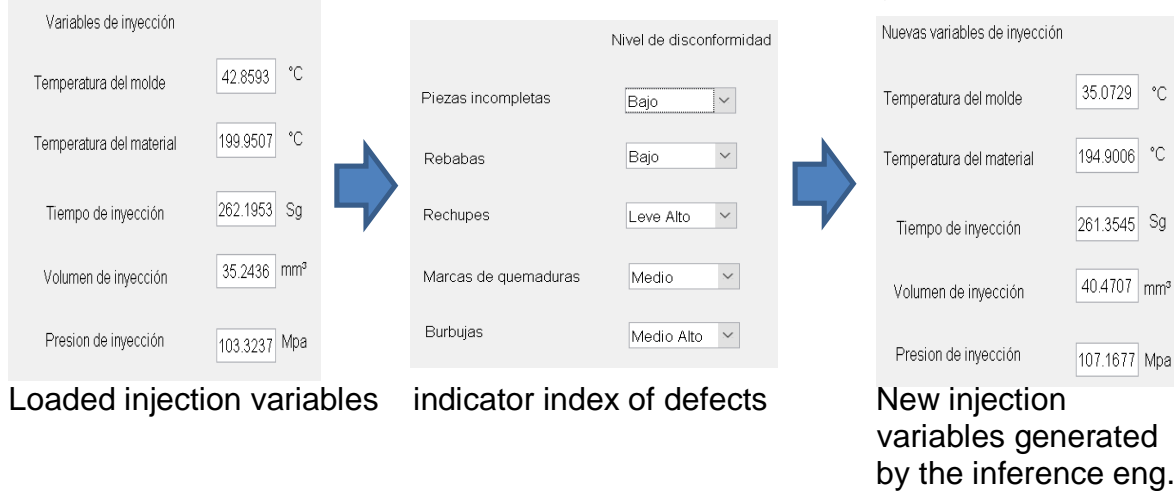 Variables de inyección
Temperatura del molde 42.8593 °C
Temperatura del material 199.9507 °C
Tiempo de inyección 262.1953 Sg
Volumen de inyección 35.2436 mm³
Presion de inyección 103.3237 Mpa
Loaded injection variables
Nivel de disconformidad
Piezas incompletas Bajo
Rebabas Bajo
Rechupes Leve Alto
Marcas de quemaduras Medio
Burbujas Medio Alto
indicator index of defects
Nuevas variables de inyección
Temperatura del molde 35.0729 °C
Temperatura del material 194.9006 °C
Tiempo de inyección 261.3545 Sg
Volumen de inyección 40.4707 mm³
Presion de inyección 107.1677 Mpa
New injection
variables generated
by the inference eng.